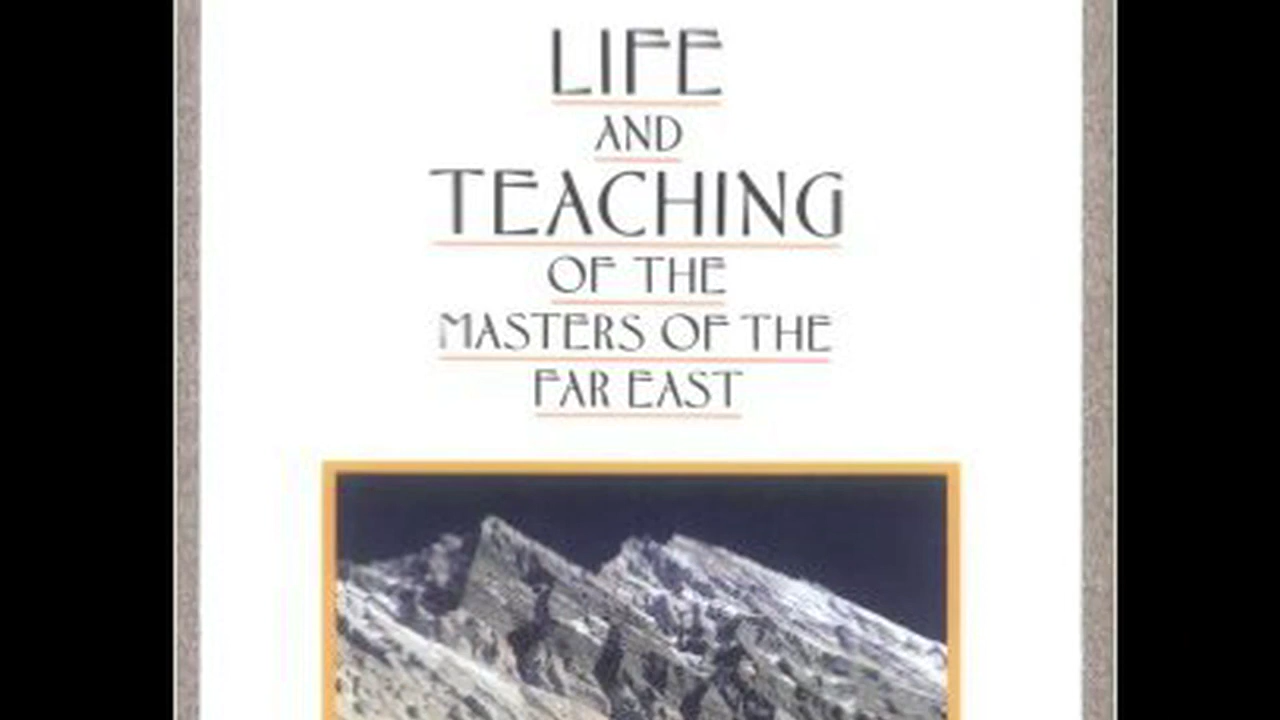 LIFE
AND
TEACHING
OF THE
MASTERS OF THE
FAR EAST